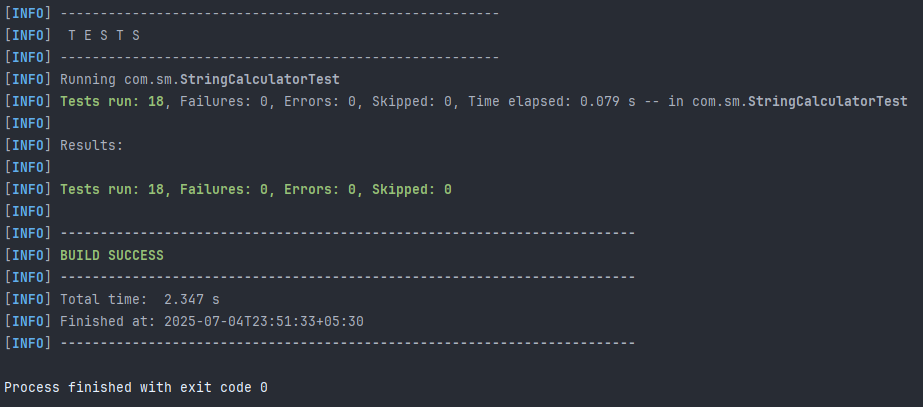 [INFO] -------------------------------------------------------
[INFO]  T E S T S
[INFO] -------------------------------------------------------
[INFO] Running com.sm.StringCalculatorTest
[INFO] Tests run: 18, Failures: 0, Errors: 0, Skipped: 0, Time elapsed: 0.079 s -- in com.sm.StringCalculatorTest
[INFO]
[INFO] Results:
[INFO]
[INFO] Tests run: 18, Failures: 0, Errors: 0, Skipped: 0
[INFO]
[INFO] ------------------------------------------------------------------------
[INFO] BUILD SUCCESS
[INFO] ------------------------------------------------------------------------
[INFO] Total time:  2.347 s
[INFO] Finished at: 2025-07-04T23:51:33+05:30
[INFO] ------------------------------------------------------------------------
Process finished with exit code 0